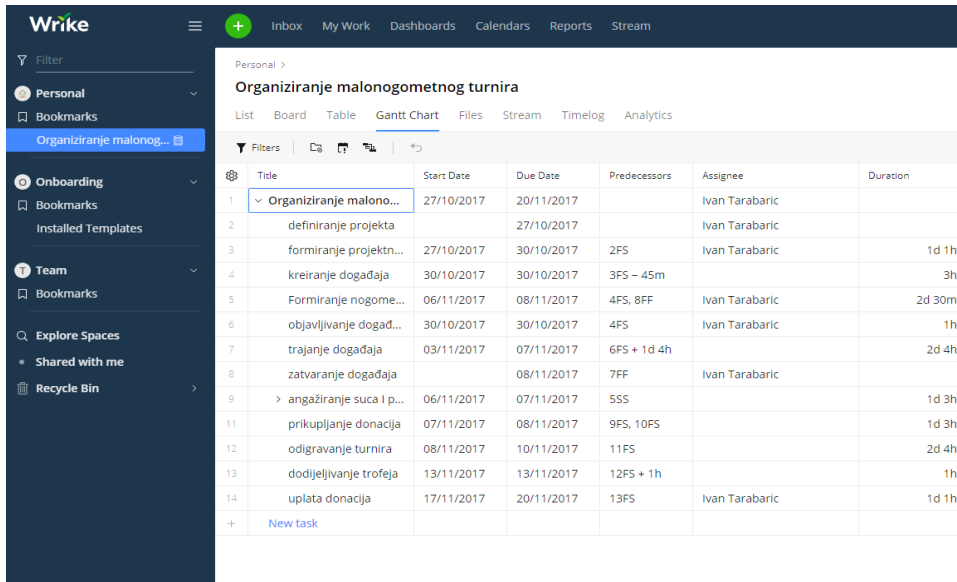 Wrike
Inbox My Work Dashboards Calendars Reports Stream
Filter
Personal
Bookmarks
Organiziranje malonog...
Onboarding
Bookmarks
Installed Templates
Team
Bookmarks
Explore Spaces
Shared with me
Recycle Bin
Personal >
Organiziranje malonogometnog turnira
List Board Table Gantt Chart Files Stream Timelog Analytics
Filters
Title Start Date Due Date Predecessors Assignee Duration
1 Organiziranje malono... 27/10/2017 20/11/2017 Ivan Tarabaric
2 definiranje projekta 27/10/2017 Ivan Tarabaric
3 formiranje projektn... 27/10/2017 30/10/2017 2FS Ivan Tarabaric 1d 1h
4 kreiranje događaja 30/10/2017 30/10/2017 3FS – 45m 3h
5 Formiranje nogome... 06/11/2017 08/11/2017 4FS, 8FF Ivan Tarabaric 2d 30m
6 objavljivanje događ... 30/10/2017 30/10/2017 4FS Ivan Tarabaric 1h
7 trajanje događaja 03/11/2017 07/11/2017 6FS + 1d 4h 2d 4h
8 zatvaranje događaja 08/11/2017 7FF Ivan Tarabaric
9 angažiranje suca I p... 06/11/2017 07/11/2017 5SS 1d 3h
11 prikupljanje donacija 07/11/2017 08/11/2017 9FS, 10FS 1d 3h
12 odigravanje turnira 08/11/2017 10/11/2017 11FS 2d 4h
13 dodijeljivanje trofeja 13/11/2017 13/11/2017 12FS + 1h 1h
14 uplata donacija 17/11/2017 20/11/2017 13FS Ivan Tarabaric 1d 1h
+ New task